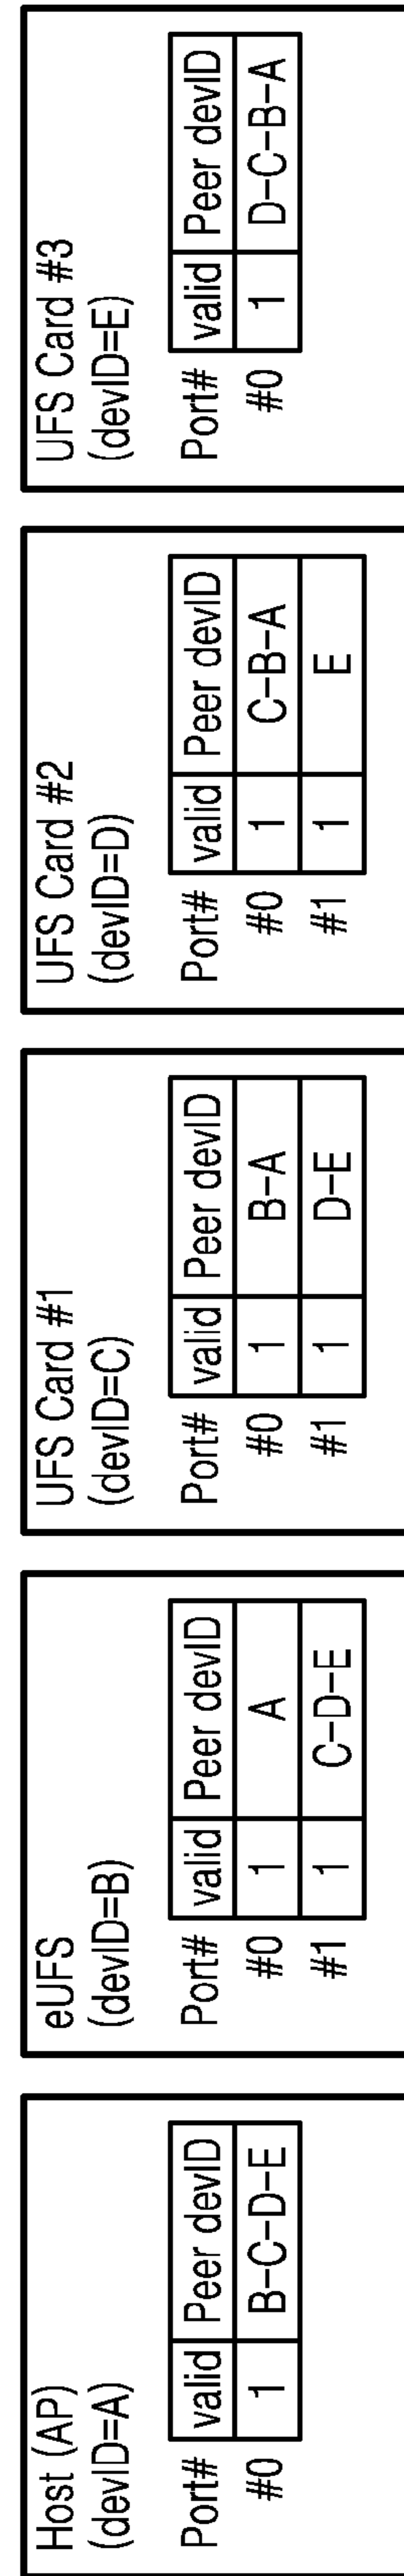 Host (AP)
(devID=A)
Port# valid Peer devID
#0 1 B-C-D-E
eUFS
(devID=B)
Port# valid Peer devID
#0 1 A
#1 1 C-D-E
UFS Card #1
(devID=C)
Port# valid Peer devID
#0 1 B-A
#1 1 D-E
UFS Card #2
(devID=D)
Port# valid Peer devID
#0 1 C-B-A
#1 1 E
UFS Card #3
(devID=E)
Port# valid Peer devID
#0 1 D-C-B-A